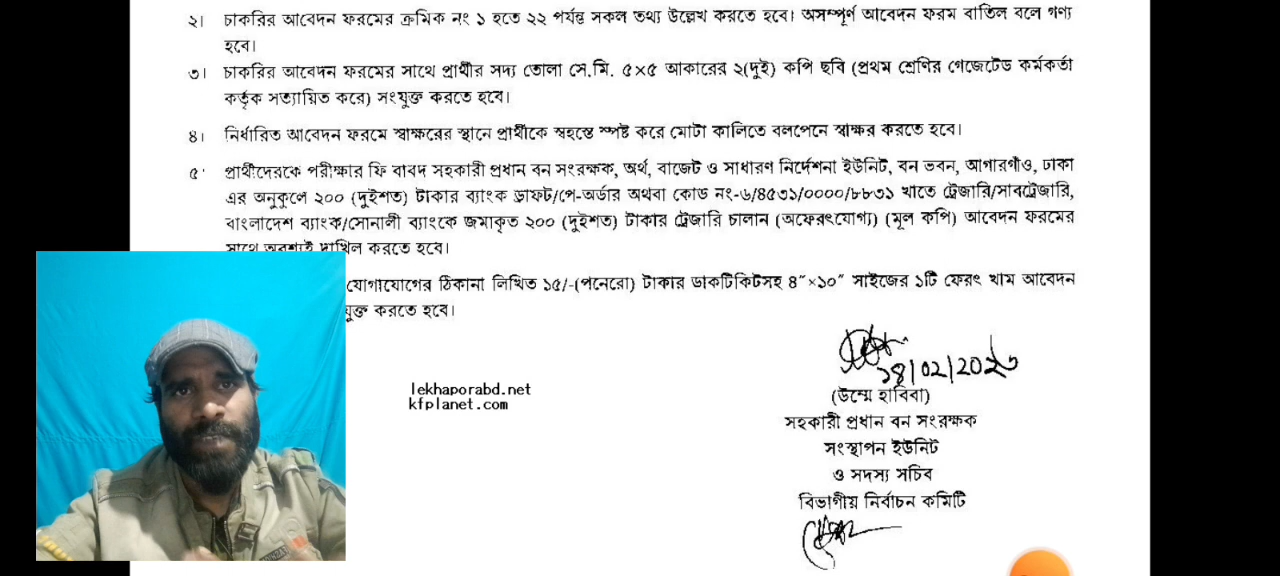 ২। চাকরির আবেদন ফরমের ক্রমিক নং ১ হতে ২২ পর্যন্ত সকল তথ্য উল্লেখ করতে হবে। অসম্পূর্ণ আবেদন ফরম বাতিল বলে গণ্য
হবে।
৩। চাকরির আবেদন ফরমের সাথে প্রার্থীর সদ্য তোলা সে.মি. ৫×৫ আকারের ২(দুই) কপি ছবি (প্রথম শ্রেণির গেজেটেড কর্মকর্তা
কর্তৃক সত্যায়িত করে) সংযুক্ত করতে হবে।
৪। নির্ধারিত আবেদন ফরমে স্বাক্ষরের স্থানে প্রার্থীকে স্বহস্তে স্পষ্ট করে মোটা কালিতে বলপেনে স্বাক্ষর করতে হবে।
৫· প্রার্থীদেরকে পরীক্ষার ফি বাবদ সহকারী প্রধান বন সংরক্ষক, অর্থ, বাজেট ও সাধারণ নির্দেশনা ইউনিট, বন ভবন, আগারগাঁও, ঢাকা
এর অনুকুলে ২০০ (দুইশত) টাকার ব্যাংক ড্রাফট/পে-অর্ডার অথবা কোড নং-৬/৪৫৩১/০০০০/৮৮৩১ খাতে ট্রেজারি/সাবট্রেজারি,
বাংলাদেশ ব্যাংক/সোনালী ব্যাংকে জমাকৃত ২০০ (দুইশত) টাকার ট্রেজারি চালান (অফেরৎযোগ্য) (মূল কপি) আবেদন ফরমের
সাথে অবশ্যই দাখিল করতে হবে।
যোগাযোগের ঠিকানা লিখিত ১৫/-(পনেরো) টাকার ডাকটিকিটসহ ৪"×১০" সাইজের ১টি ফেরৎ খাম আবেদন
যুক্ত করতে হবে।
lekhaporabd.net
kfplanet.com
১৪/০২/২০২৩
(উম্মে হাবিবা)
সহকারী প্রধান বন সংরক্ষক
সংস্থাপন ইউনিট
ও সদস্য সচিব
বিভাগীয় নির্বাচন কমিটি